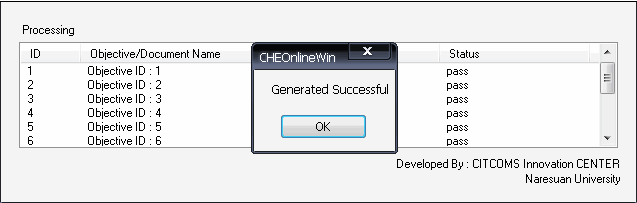 Processing
ID Objective/Document Name Status
CHEOnlineWin X
1 Objective ID : 1 pass
2 Objective ID : 2 pass
Generated Successful
3 Objective ID : 3 pass
4 Objective ID : 4 pass
OK
5 Objective ID : 5 pass
6 Objective ID : 6 pass
Developed By : CITCOMS Innovation CENTER
Naresuan University